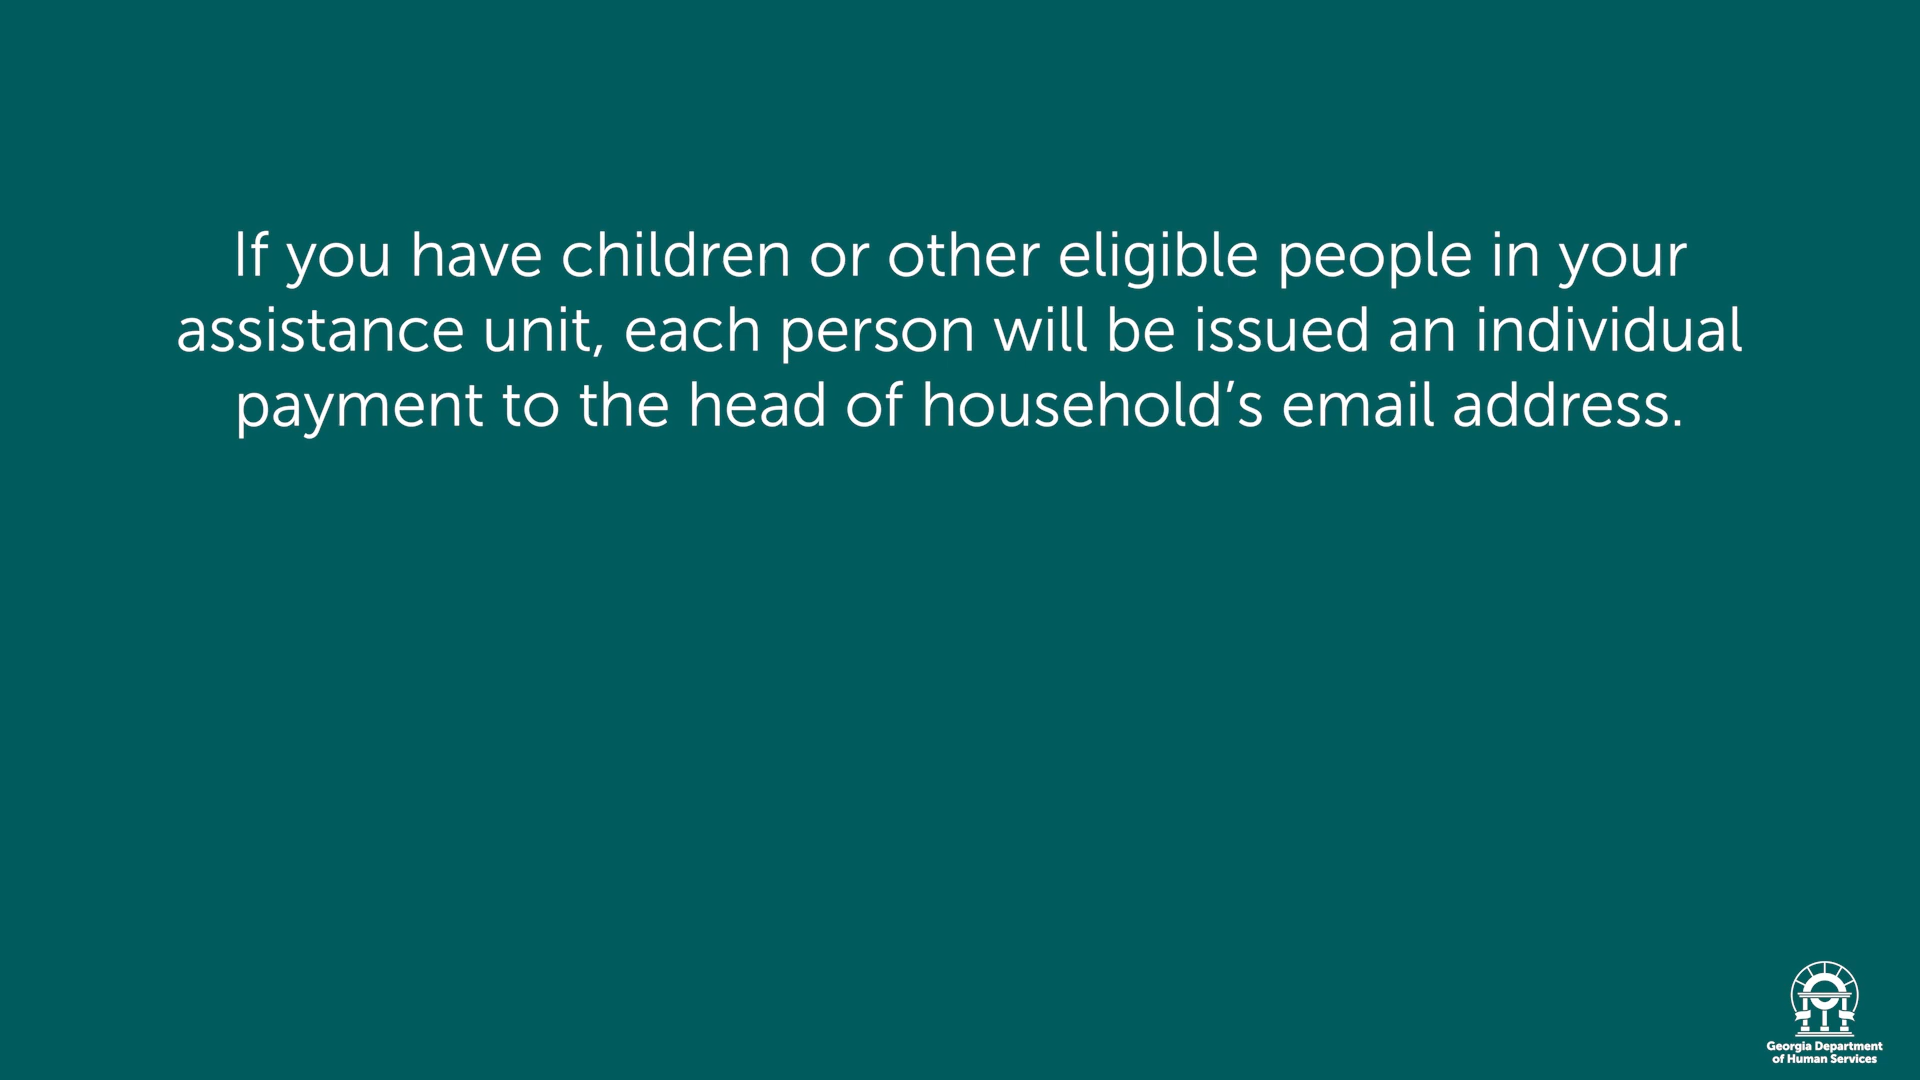 If you have children or other eligible people in your
assistance unit, each person will be issued an individual
payment to the head of household’s email address.
Georgia Department
of Human Services